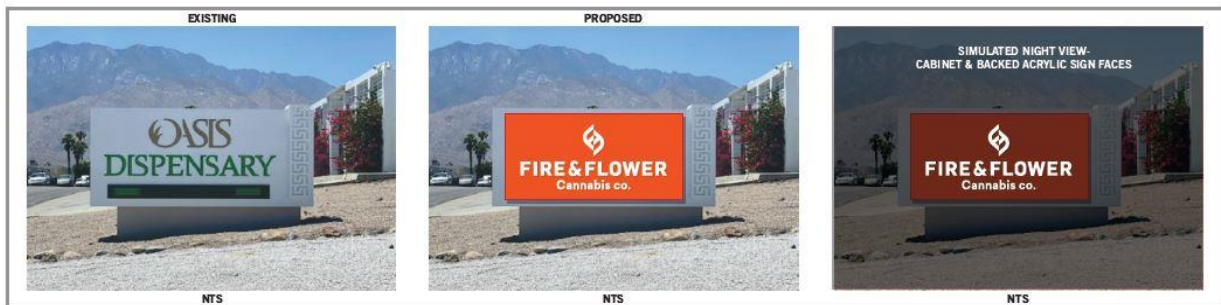 EXISTING
OASIS
DISPENSARY
NTS
PROPOSED
FIRE & FLOWER
Cannabis co.
NTS
SIMULATED NIGHT VIEW-
CABINET & BACKED ACRYLIC SIGN FACES
FIRE & FLOWER
Cannabis co.
NTS